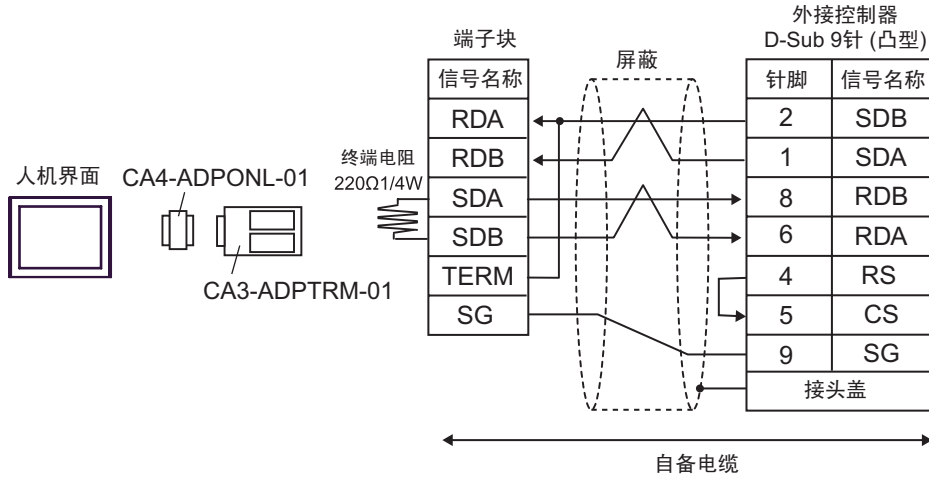 外接控制器
D-Sub 9针 (凸型)
端子块
屏蔽
信号名称
针脚 信号名称
RDA 2 SDB
终端电阻
220Ω1/4W
RDB 1 SDA
人机界面 CA4-ADPONL-01
SDA 8 RDB
SDB 6 RDA
CA3-ADPTRM-01
TERM 4 RS
SG 5 CS
9 SG
接头盖
自备电缆